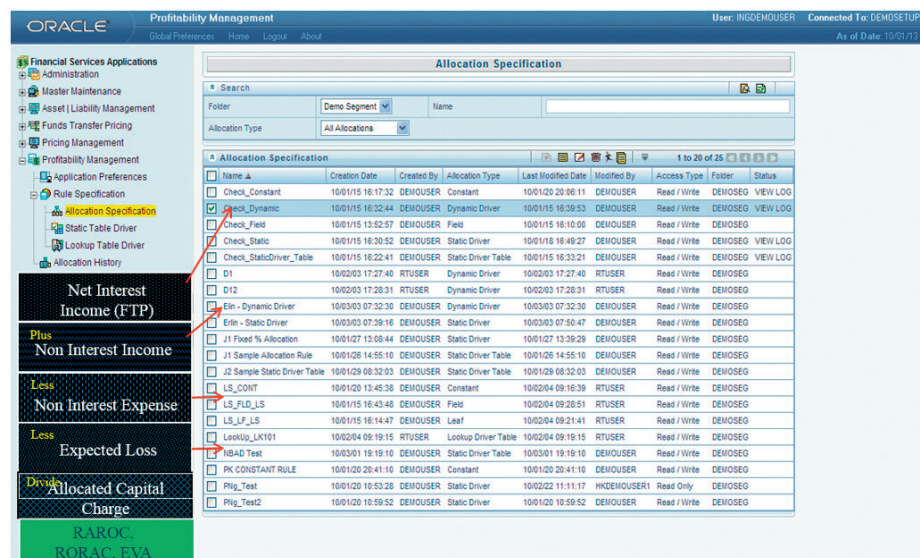 ORACLE
Profitability Management
User: INGDEMOUSER Connected To: DEMOSETUP
Global Preferences Home Logout About
As of Date: 10/01/13
Financial Services Applications
Administration
Master Maintenance
Asset | Liability Management
Funds Transfer Pricing
Pricing Management
Profitability Management
Application Preferences
Rule Specification
Allocation Specification
Static Table Driver
Lookup Table Driver
Allocation History
Net Interest
Income (FTP)
Plus
Non Interest Income
Less
Non Interest Expense
Less
Expected Loss
Divide
Allocated Capital
Charge
RAROC,
RORAC, EVA
Allocation Specification
Search
Folder Demo Segment Name
Allocation Type All Allocations
Allocation Specification 1 to 20 of 25
Name Creation Date Created By Allocation Type Last Modified Date Modified By Access Type Folder Status
Check_Constant 10/01/15 16:17:32 DEMOUSER Constant 10/01/20 20:06:11 DEMOUSER Read / Write DEMOSEG VIEW LOG
Check_Dynamic 10/01/15 16:32:44 DEMOUSER Dynamic Driver 10/01/15 16:39:53 DEMOUSER Read / Write DEMOSEG VIEW LOG
Check_Field 10/01/15 13:52:57 DEMOUSER Field 10/01/15 16:10:00 DEMOUSER Read / Write DEMOSEG
Check_Static 10/01/15 16:30:52 DEMOUSER Static Driver 10/01/18 16:49:27 DEMOUSER Read / Write DEMOSEG VIEW LOG
Check_StaticDriver_Table 10/01/15 16:22:41 DEMOUSER Static Driver Table 10/01/15 16:33:21 DEMOUSER Read / Write DEMOSEG VIEW LOG
D1 10/02/03 17:27:40 RTUSER Dynamic Driver 10/02/03 17:27:40 RTUSER Read / Write DEMOSEG
D12 10/02/03 17:28:31 RTUSER Dynamic Driver 10/02/03 17:28:31 RTUSER Read / Write DEMOSEG
Elin - Dynamic Driver 10/03/03 07:32:30 DEMOUSER Dynamic Driver 10/03/03 07:32:30 DEMOUSER Read / Write DEMOSEG
Erlin - Static Driver 10/03/03 07:39:16 DEMOUSER Static Driver 10/03/03 07:50:47 DEMOUSER Read / Write DEMOSEG
J1 Fixed % Allocation 10/01/27 13:08:44 DEMOUSER Static Driver 10/01/27 13:39:29 DEMOUSER Read / Write DEMOSEG
J1 Sample Allocation Rule 10/01/26 14:55:10 DEMOUSER Static Driver Table 10/01/26 14:55:10 DEMOUSER Read / Write DEMOSEG
J2 Sample Static Driver Table 10/01/29 08:32:03 DEMOUSER Static Driver Table 10/01/29 08:32:03 DEMOUSER Read / Write DEMOSEG
LS_CONT 10/01/20 13:45:38 DEMOUSER Constant 10/02/04 09:16:39 RTUSER Read / Write DEMOSEG
LS_FLD_LS 10/01/15 16:43:48 DEMOUSER Field 10/02/04 09:28:51 RTUSER Read / Write DEMOSEG
LS_LF_LS 10/01/15 16:14:47 DEMOUSER Leaf 10/02/04 09:21:41 RTUSER Read / Write DEMOSEG
LookUp_LK101 10/02/04 09:19:15 RTUSER Lookup Driver Table 10/02/04 09:19:15 RTUSER Read / Write DEMOSEG
NBAD Test 10/03/01 19:19:10 DEMOUSER Static Driver Table 10/03/01 19:19:10 DEMOUSER Read / Write DEMOSEG
PK CONSTANT RULE 10/01/20 20:41:10 DEMOUSER Constant 10/01/20 20:41:10 DEMOUSER Read / Write DEMOSEG
PNg_Test 10/01/20 10:53:28 DEMOUSER Static Driver 10/02/22 11:11:17 HKDEMOUSER1 Read Only DEMOSEG
PNg_Test2 10/01/20 10:59:52 DEMOUSER Static Driver 10/01/20 10:59:52 DEMOUSER Read / Write DEMOSEG